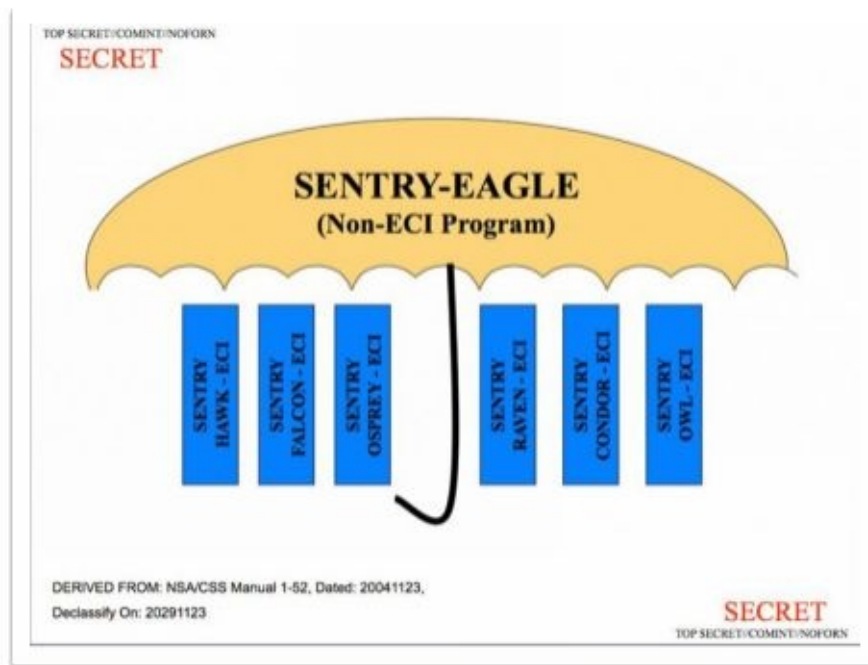 TOP SECRET//COMINT//NOFORN
SECRET
SENTRY-EAGLE
(Non-ECI Program)
SENTRY
HAWK - ECI
SENTRY
FALCON - ECI
SENTRY
OSPREY - ECI
SENTRY
RAVEN - ECI
SENTRY
CONDOR - ECI
SENTRY
OWL - ECI
DERIVED FROM: NSA/CSS Manual 1-52, Dated: 20041123,
Declassify On: 20291123
SECRET
TOP SECRET//COMINT//NOFORN